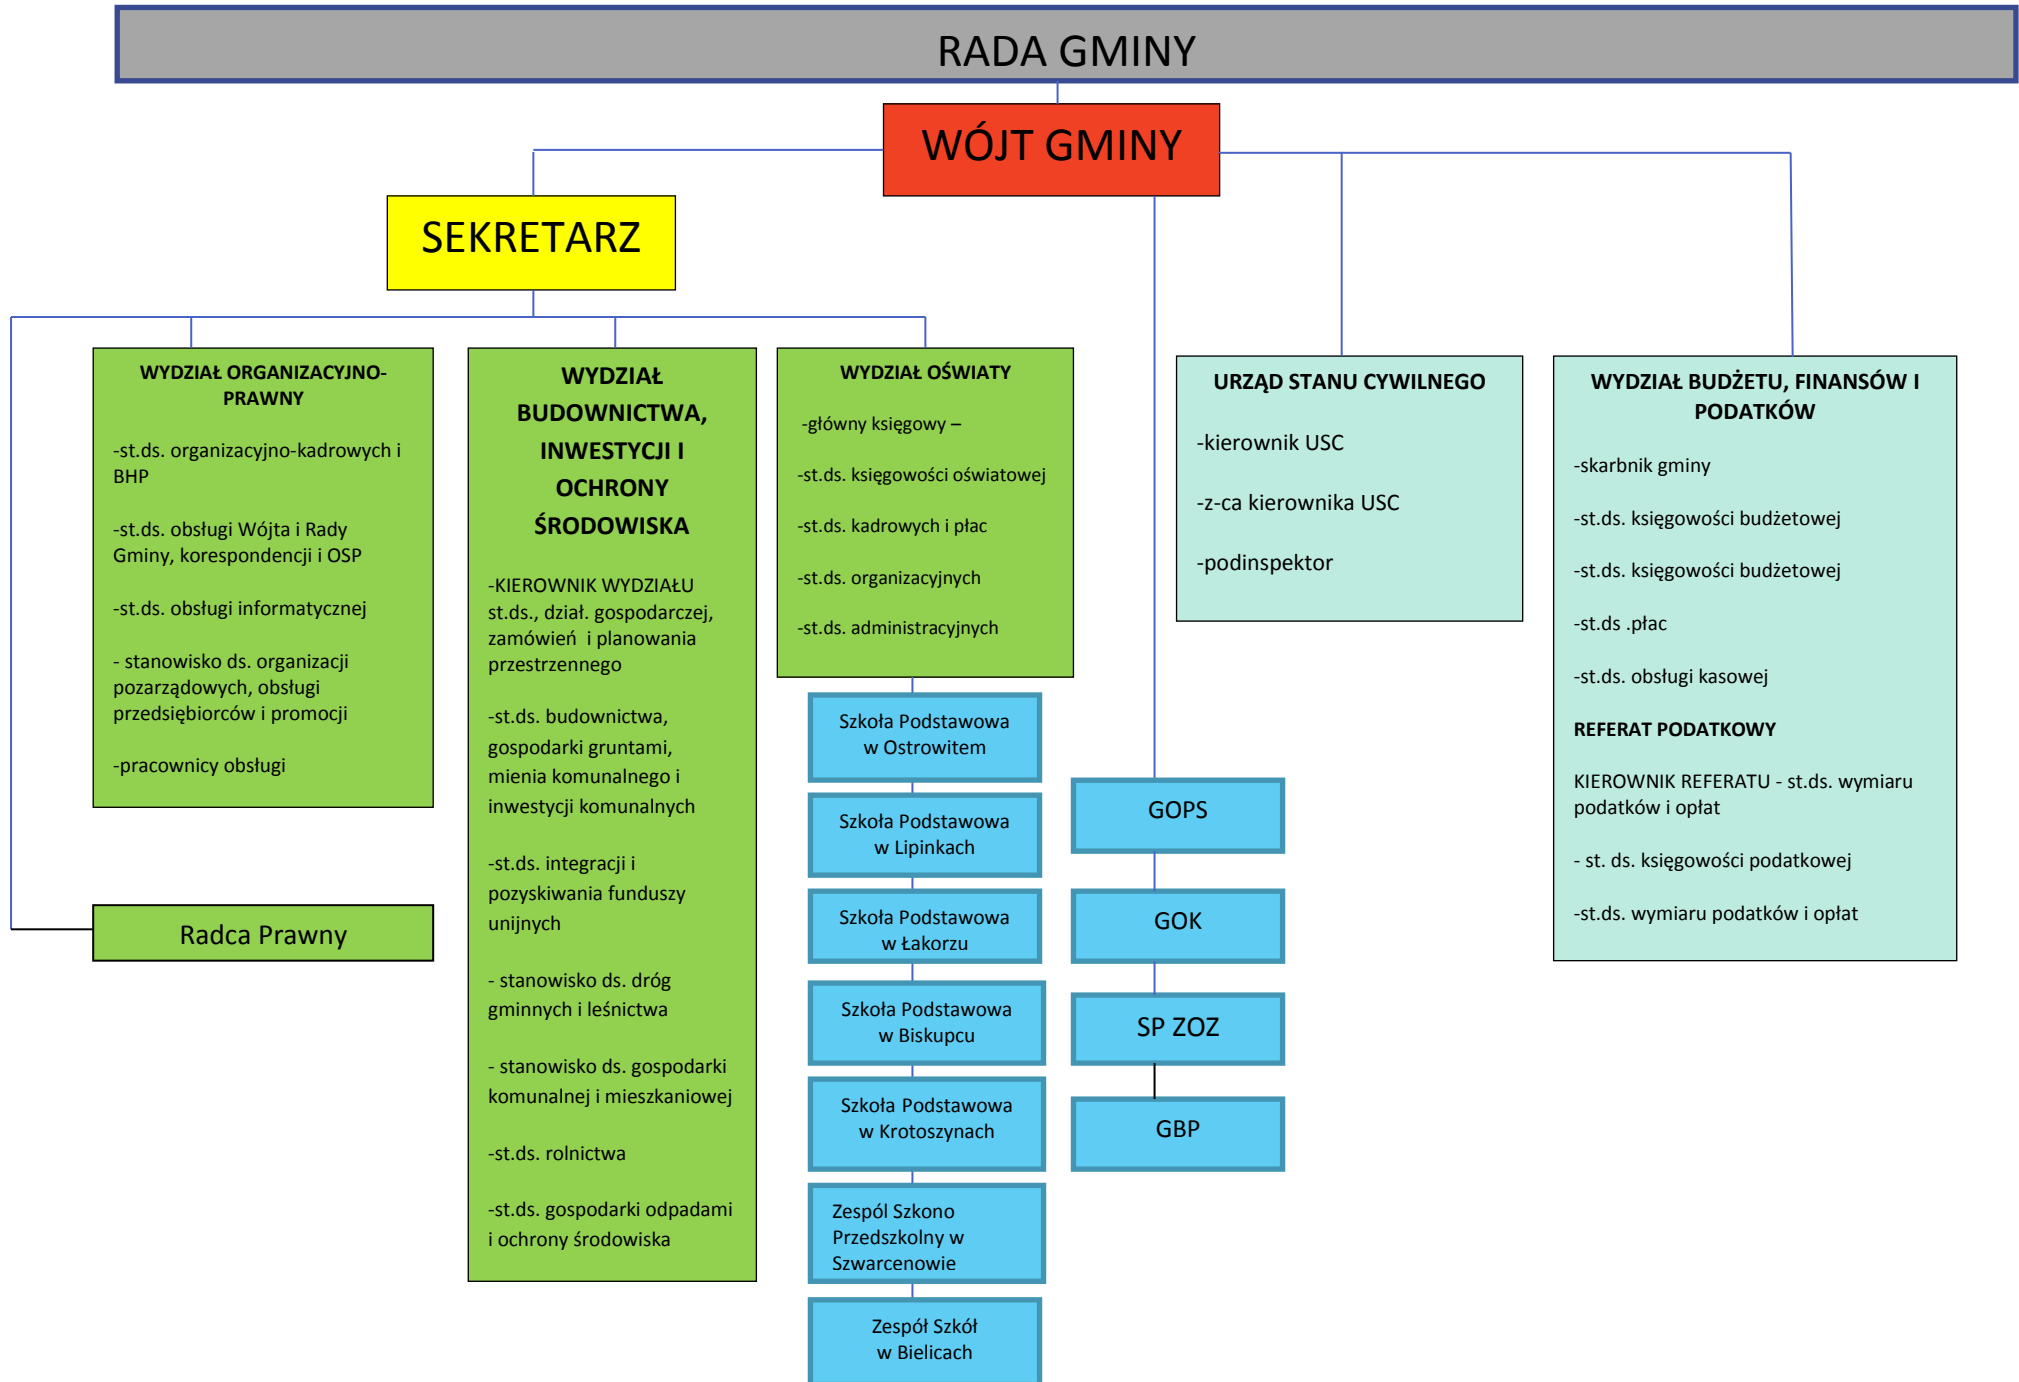 RADA GMINY
WÓJT GMINY
SEKRETARZ
WYDZIAŁ ORGANIZACYJNO-
PRAWNY
-st.ds. organizacyjno-kadrowych i
BHP
-st.ds. obsługi Wójta i Rady
Gminy, korespondencji i OSP
-st.ds. obsługi informatycznej
- stanowisko ds. organizacji
pozarządowych, obsługi
przedsiębiorców i promocji
-pracownicy obsługi
Radca Prawny
WYDZIAŁ
BUDOWNICTWA,
INWESTYCJI I
OCHRONY
ŚRODOWISKA
-KIEROWNIK WYDZIAŁU
st.ds., dział. gospodarczej,
zamówień  i planowania
przestrzennego
-st.ds. budownictwa,
gospodarki gruntami,
mienia komunalnego i
inwestycji komunalnych
-st.ds. integracji i
pozyskiwania funduszy
unijnych
- stanowisko ds. dróg
gminnych i leśnictwa
- stanowisko ds. gospodarki
komunalnej i mieszkaniowej
-st.ds. rolnictwa
-st.ds. gospodarki odpadami
i ochrony środowiska
WYDZIAŁ OŚWIATY
-główny księgowy –
-st.ds. księgowości oświatowej
-st.ds. kadrowych i płac
-st.ds. organizacyjnych
-st.ds. administracyjnych
Szkoła Podstawowa
w Ostrowitem
Szkoła Podstawowa
w Lipinkach
Szkoła Podstawowa
w Łakorzu
Szkoła Podstawowa
w Biskupcu
Szkoła Podstawowa
w Krotoszynach
Zespól Szkono
Przedszkolny w
Szwarcenowie
Zespół Szkół
w Bielicach
GOPS
GOK
SP ZOZ
GBP
URZĄD STANU CYWILNEGO
-kierownik USC
-z-ca kierownika USC
-podinspektor
WYDZIAŁ BUDŻETU, FINANSÓW I
PODATKÓW
-skarbnik gminy
-st.ds. księgowości budżetowej
-st.ds. księgowości budżetowej
-st.ds .płac
-st.ds. obsługi kasowej
REFERAT PODATKOWY
KIEROWNIK REFERATU - st.ds. wymiaru
podatków i opłat
- st. ds. księgowości podatkowej
-st.ds. wymiaru podatków i opłat